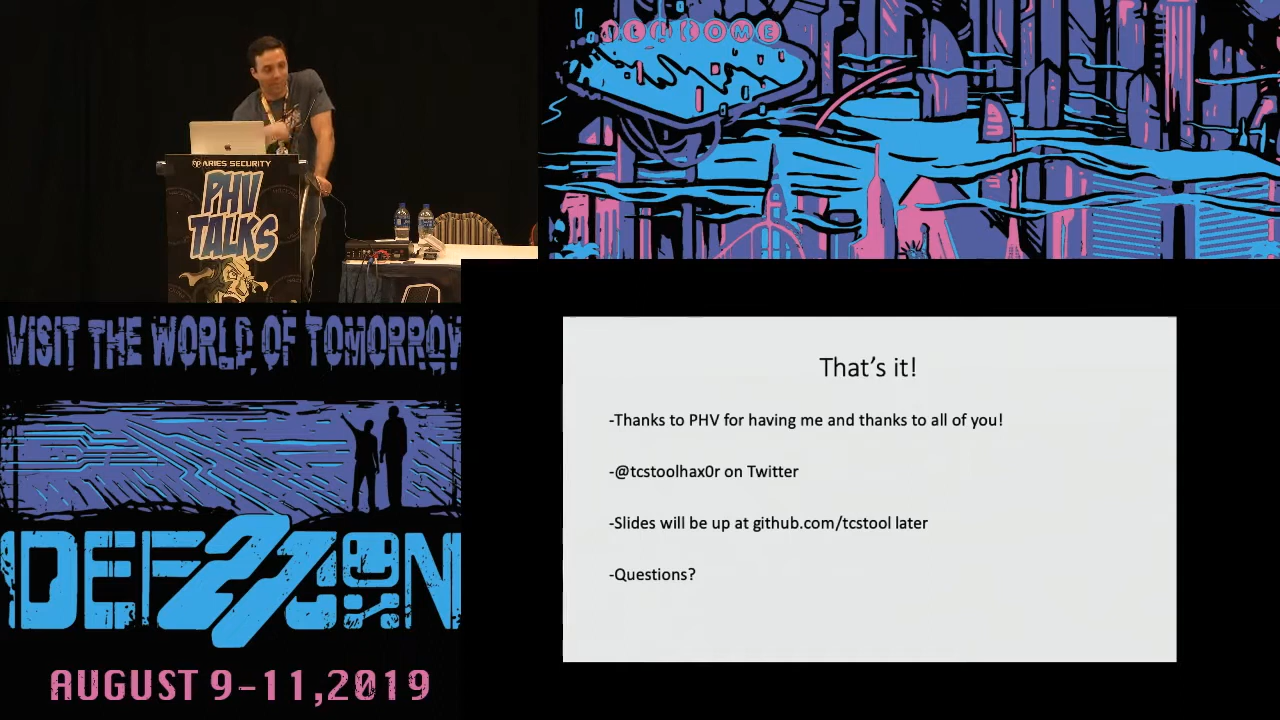 WELCOME
ARIES SECURITY
PHV
TALKS
VISIT THE WORLD OF TOMORROW
DEF 27 CON
AUGUST 9-11,2019
That's it!
-Thanks to PHV for having me and thanks to all of you!
-@tcstoolhax0r on Twitter
-Slides will be up at github.com/tcstool later
-Questions?